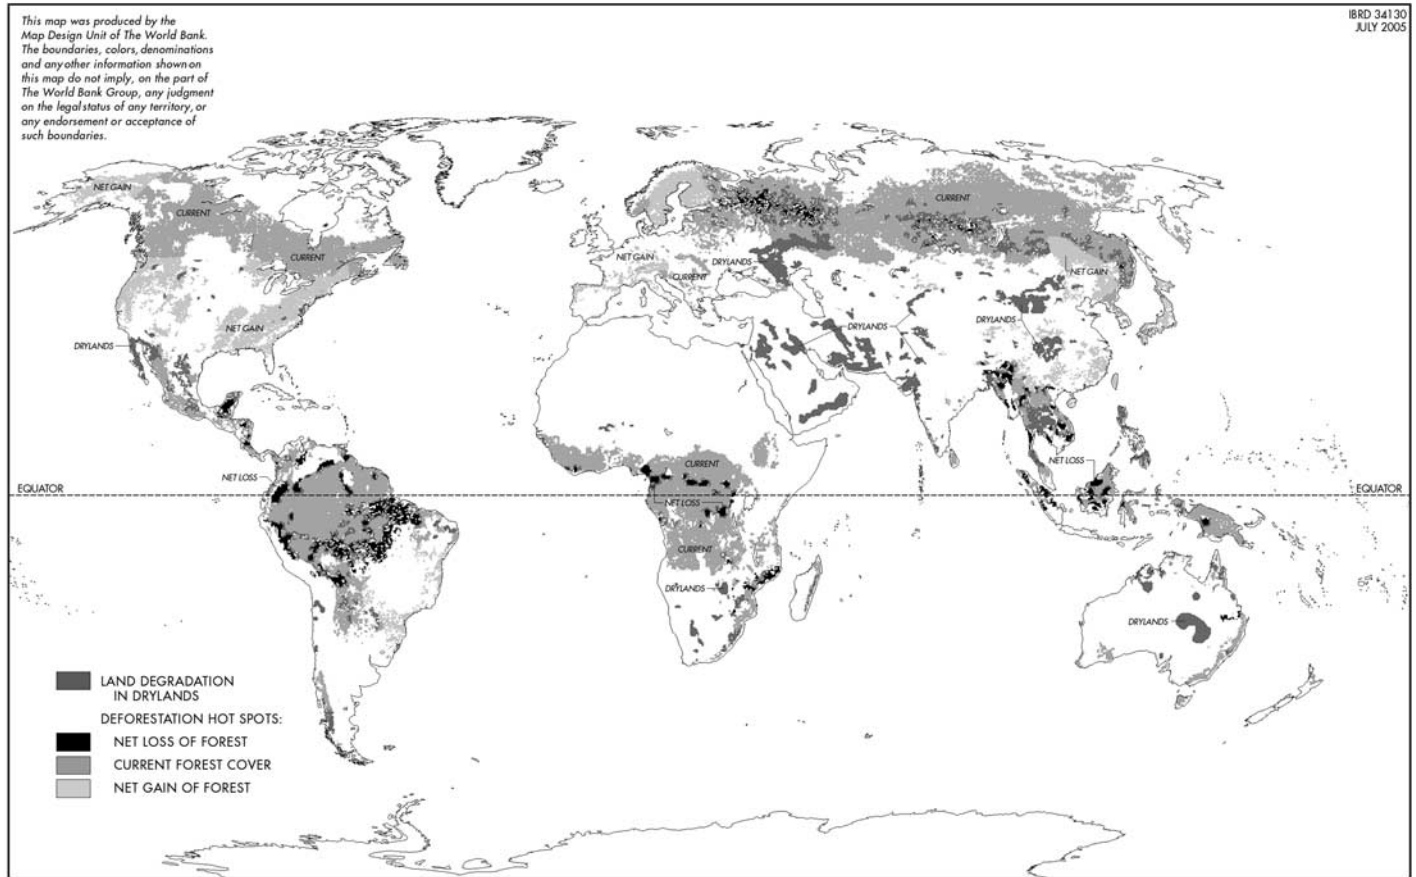 This map was produced by the
Map Design Unit of The World Bank.
The boundaries, colors, denominations
and any other information shown on
this map do not imply, on the part of
The World Bank Group, any judgment
on the legal status of any territory, or
any endorsement or acceptance of
such boundaries.
IBRD 34130
JULY 2005
NET GAIN
CURRENT
CURRENT
NET GAIN
DRYLANDS
NET GAIN
CURRENT
DRYLANDS
CURRENT
NET GAIN
DRYLANDS
DRYLANDS
NET LOSS
CURRENT
NET LOSS
NET LOSS
EQUATOR
EQUATOR
CURRENT
DRYLANDS
DRYLANDS
LAND DEGRADATION
IN DRYLANDS
DEFORESTATION HOT SPOTS:
NET LOSS OF FOREST
CURRENT FOREST COVER
NET GAIN OF FOREST